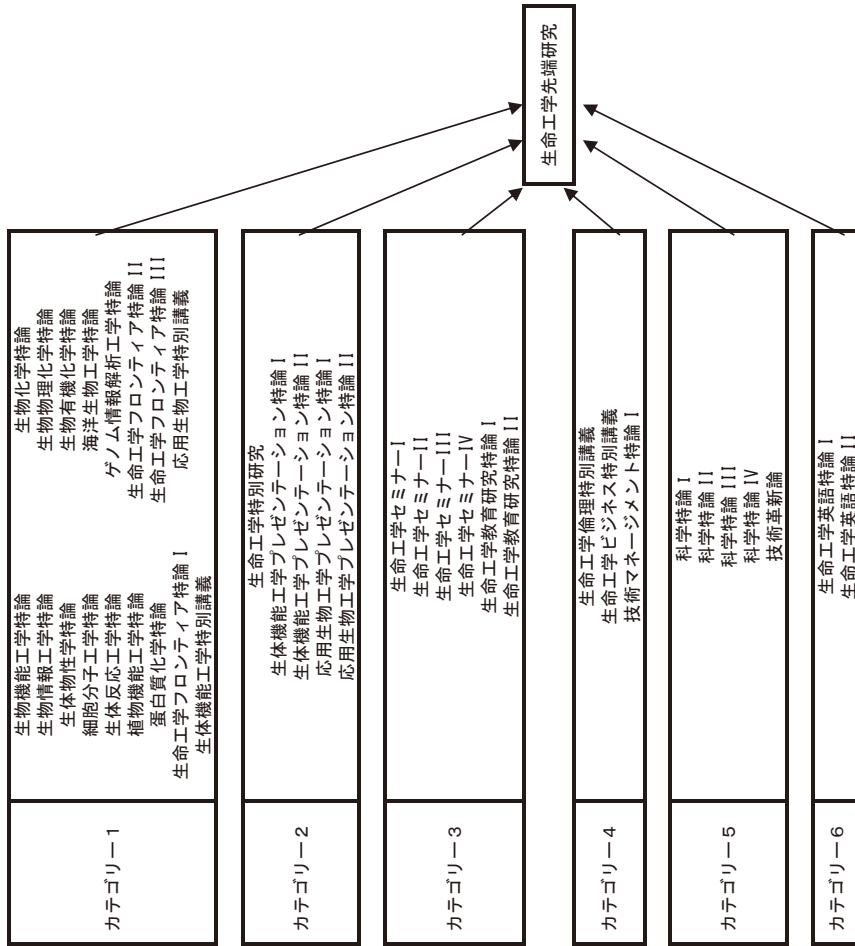 生命工学先端研究
カテゴリー1
生物機能工学特論
生物情報工学特論
生体物性学特論
細胞分子工学特論
生体反応工学特論
植物機能工学特論
蛋白質化学特論
生命工学フロンティア特論 I
生体機能工学特別講義
生物化学特論
生物物理化学特論
生物有機化学特論
海洋生物工学特論
ゲノム情報解析工学特論
生命工学フロンティア特論 II
生命工学フロンティア特論 III
応用生物工学特別講義
カテゴリー2
生命工学特別研究
生体機能工学プレゼンテーション特論 I
生体機能工学プレゼンテーション特論 II
応用生物工学プレゼンテーション特論 I
応用生物工学プレゼンテーション特論 II
カテゴリー3
生命工学セミナーI
生命工学セミナーII
生命工学セミナーIII
生命工学セミナーIV
生命工学教育研究特論 I
生命工学教育研究特論 II
カテゴリー4
生命工学倫理特別講義
生命工学ビジネス特別講義
技術マネージメント特論 I
カテゴリー5
科学特論 I
科学特論 II
科学特論 III
科学特論 IV
技術革新論
カテゴリー6
生命工学英語特論 I
生命工学英語特論 II